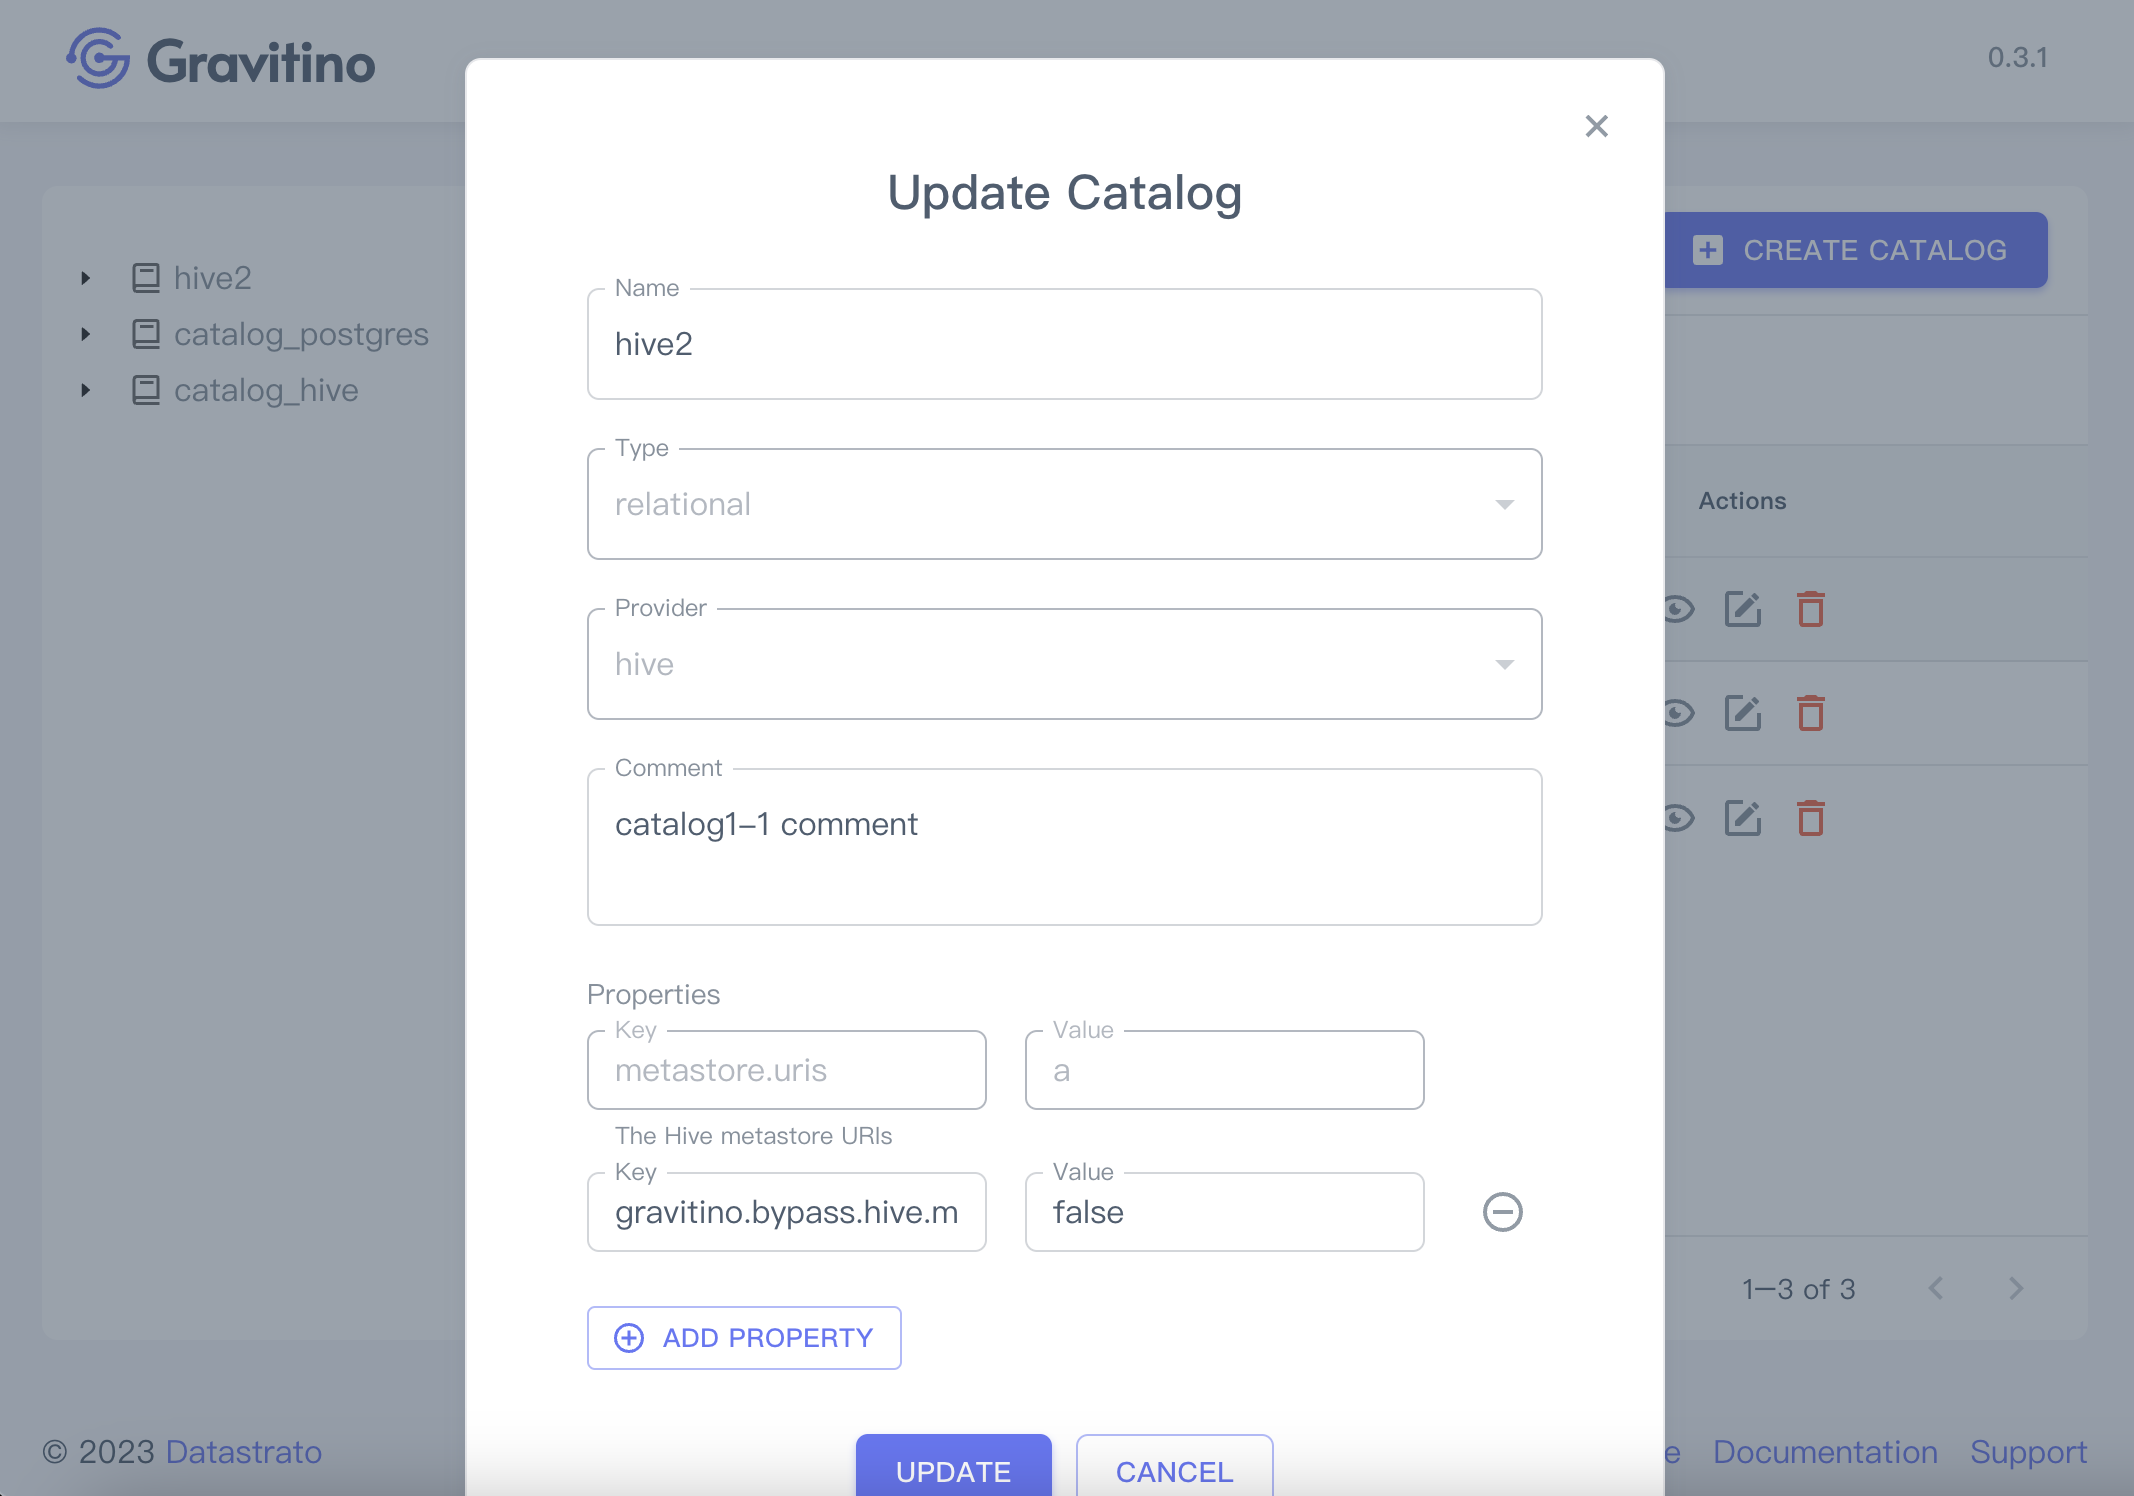 Gravitino
0.3.1
Update Catalog
hive2
catalog_postgres
catalog_hive
CREATE CATALOG
Name
hive2
Type
relational
Actions
Provider
hive
Comment
catalog1-1 comment
Properties
Key
Value
metastore.uris
a
The Hive metastore URIs
Key
Value
gravitino.bypass.hive.m
false
1–3 of 3
ADD PROPERTY
UPDATE
CANCEL
© 2023 Datastrato
Documentation
Support